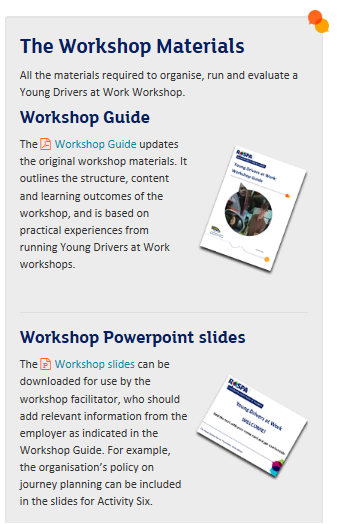 The Workshop Materials
All the materials required to organise, run and evaluate a
Young Drivers at Work Workshop.
Workshop Guide
The Workshop Guide updates
the original workshop materials. It
outlines the structure, content
and learning outcomes of the
workshop, and is based on
practical experiences from
running Young Drivers at Work
workshops.
RoSPA
Young Drivers at Work
Workshop Guide
Workshop Powerpoint slides
The Workshop slides can be
downloaded for use by the
workshop facilitator, who should
add relevant information from the
employer as indicated in the
Workshop Guide. For example,
the organisation's policy on
journey planning can be included
in the slides for Activity Six.
RoSPA
Young Drivers at Work
WELCOME!